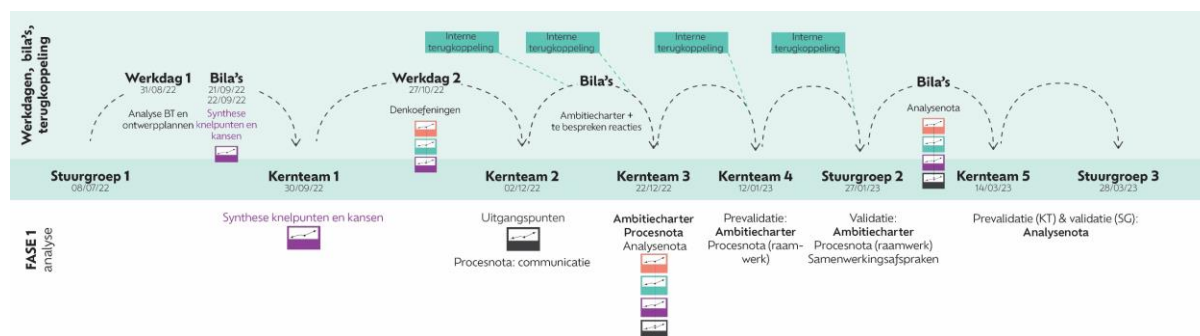 Werkdagen, bila's,
terugkoppeling
Interne
terugkoppeling
Interne
terugkoppeling
Interne
terugkoppeling
Interne
terugkoppeling
Werkdag 1
31/08/22
Analyse BT en
ontwerpplannen
Bila's
21/09/22
22/09/22
Synthese
knelpunten en
kansen
Werkdag 2
27/10/22
Denkoefeningen
Bila's
Ambitiecharter +
te bespreken reacties
Bila's
Analysenota
Stuurgroep 1
08/07/22
Kernteam 1
30/09/22
Kernteam 2
02/12/22
Kernteam 3
22/12/22
Kernteam 4
12/01/23
Stuurgroep 2
27/01/23
Kernteam 5
14/03/23
Stuurgroep 3
28/03/23
FASE 1
analyse
Synthese knelpunten en kansen
Uitgangspunten
Procesnota: communicatie
Ambitiecharter
Procesnota
Analysenota
Prevalidatie:
Ambitiecharter
Procesnota (raam-
werk)
Validatie:
Ambitiecharter
Procesnota (raamwerk)
Samenwerkingsafspraken
Prevalidatie (KT) & validatie (SG):
Analysenota